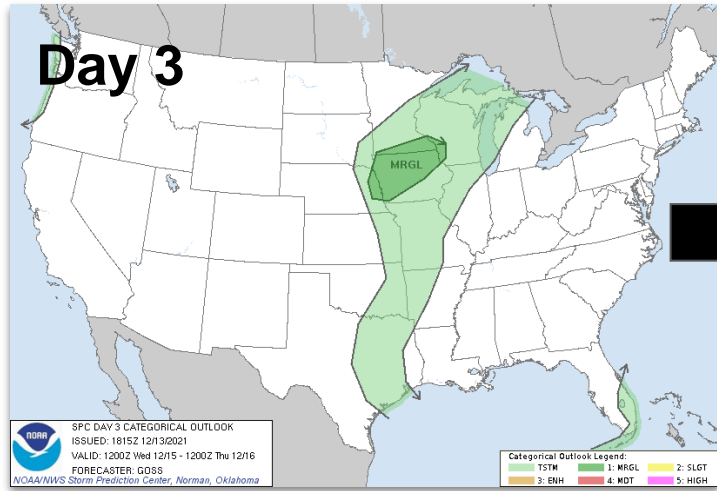 Day 3
MRGL
SPC DAY 3 CATEGORICAL OUTLOOK
ISSUED: 1815Z 12/13/2021
VALID: 1200Z Wed 12/15 - 1200Z Thu 12/16
FORECASTER: GOSS
NOAA/NWS Storm Prediction Center, Norman, Oklahoma
NOAA
Categorical Outlook Legend:
TSTM 1: MRGL 2: SLGT
3: ENH 4: MDT 5: HIGH